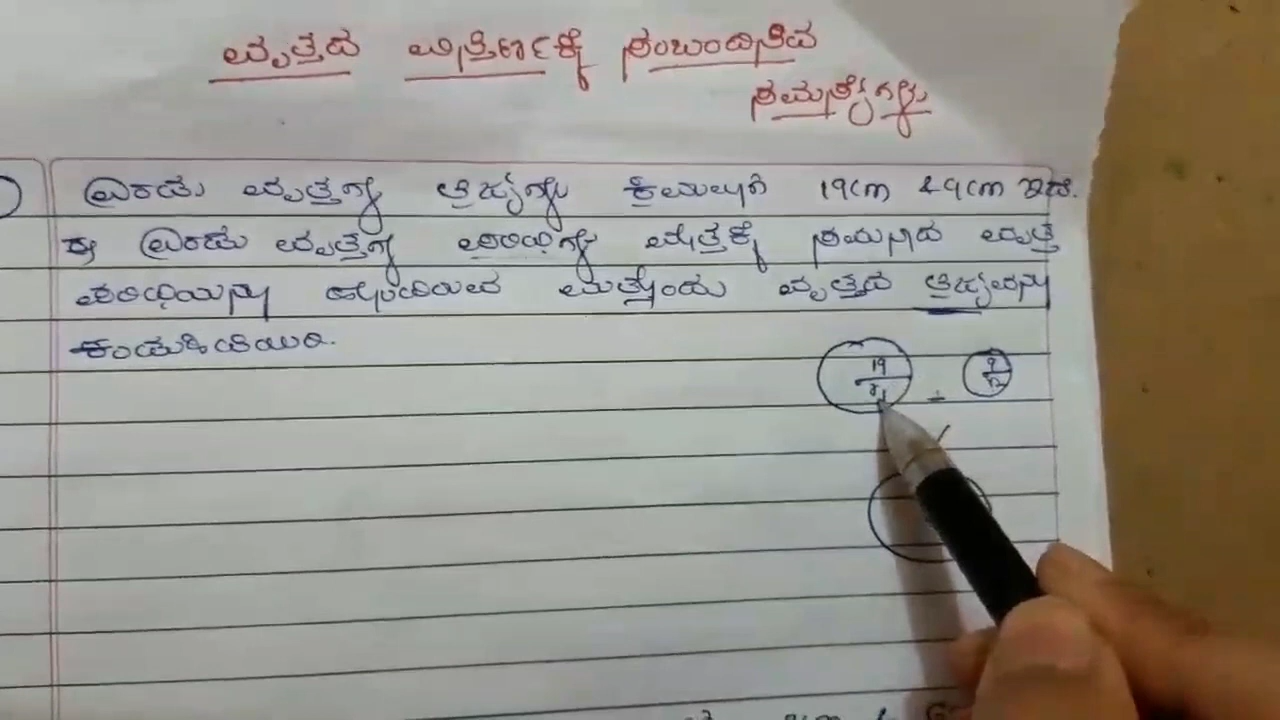 ವೃತ್ತದ ವಿಸ್ತೀರ್ಣಕ್ಕೆ ಸಂಬಂದಿಸಿದ
ಸಮಸ್ಯೆಗಳು
ಎರಡು ವೃತ್ತಗಳ ತ್ರಿಜ್ಯಗಳು ಕ್ರಮವಾಗಿ 19cm & 9cm ಇದೆ.
ಈ ಎರಡು ವೃತ್ತಗಳ ಪರಿಧಿಗಳ ಮೊತ್ತಕ್ಕೆ ಸಮನಾದ ವೃತ್ತ
ಪರಿಧಿಯನ್ನು ಹೊಂದಿರುವ ಮತ್ತೊಂದು ವೃತ್ತದ ತ್ರಿಜ್ಯವನ್ನು
ಕಂಡುಹಿಡಿಯಿರಿ.
19 9
r1 + r2